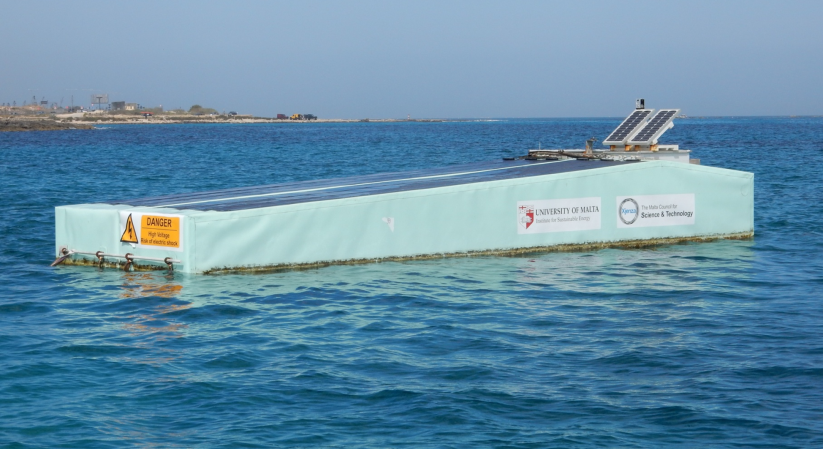 DANGER
High Voltage
Risk of electric shock
UNIVERSITY OF MALTA
Institute for Sustainable Energy
The Malta Council for
Science & Technology